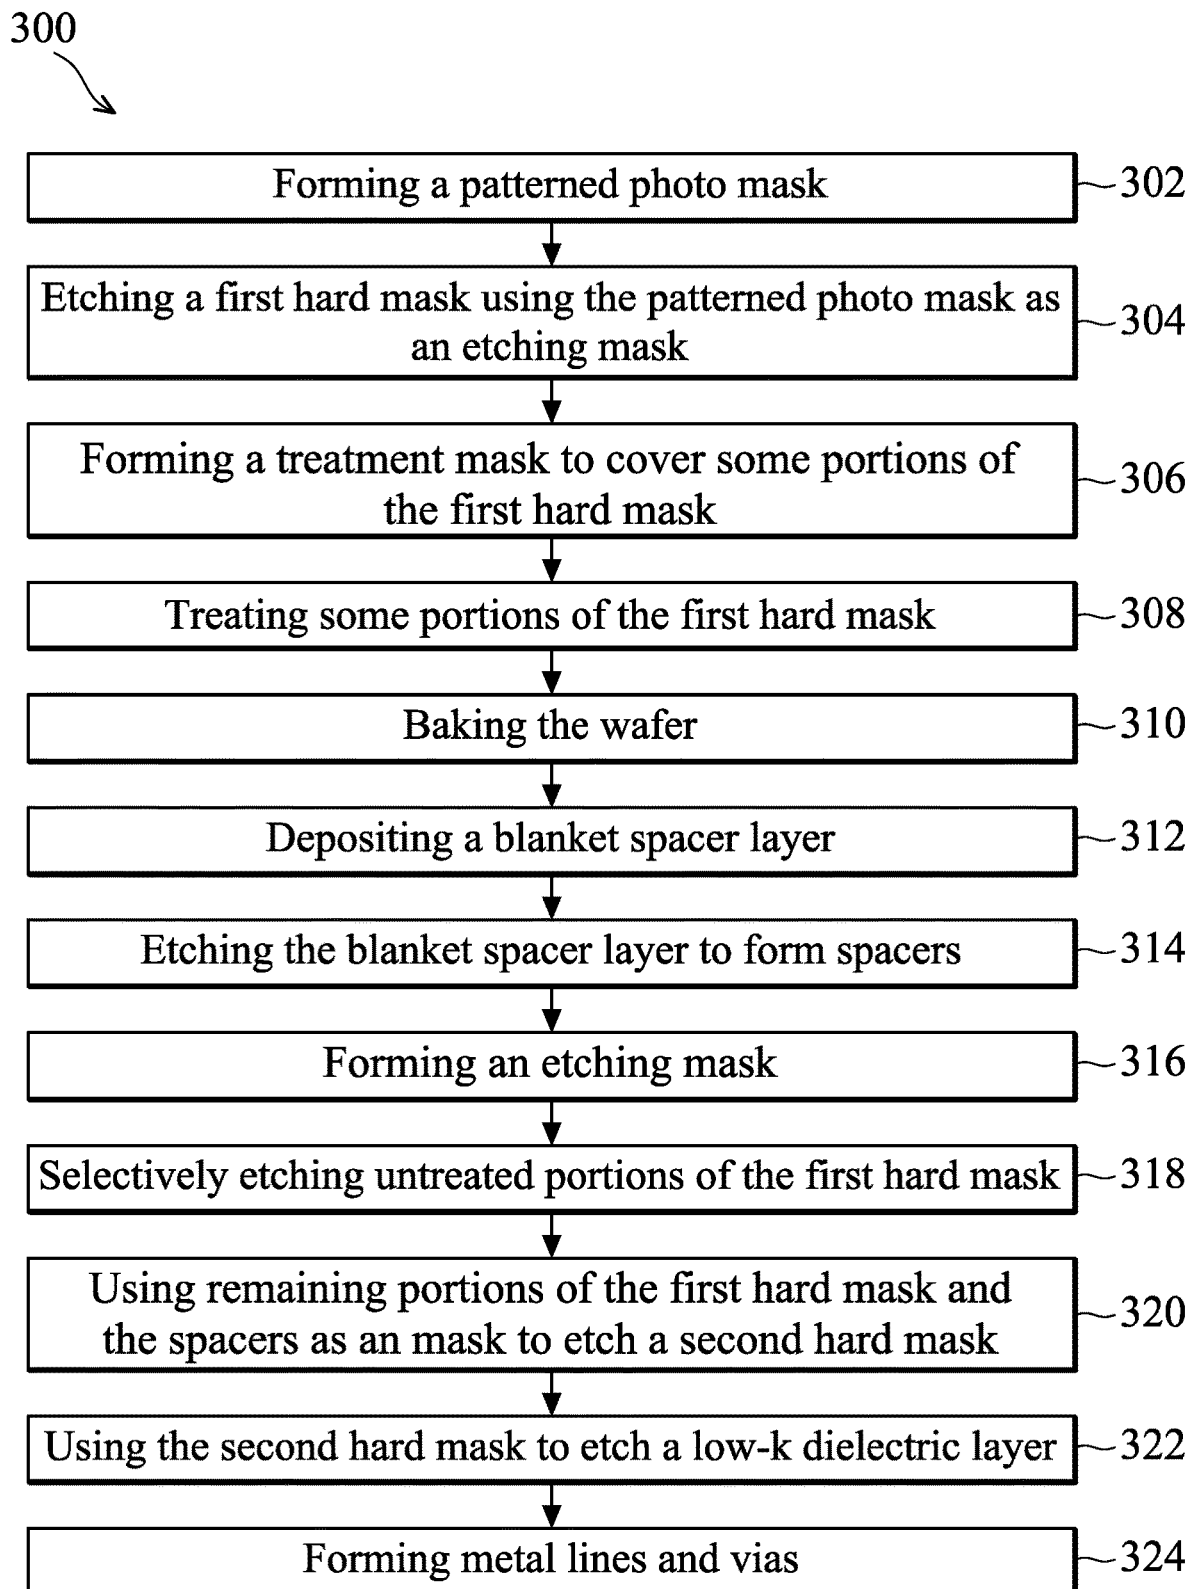 300
Forming a patterned photo mask
302
Etching a first hard mask using the patterned photo mask as
an etching mask
304
Forming a treatment mask to cover some portions of
the first hard mask
306
Treating some portions of the first hard mask
308
Baking the wafer
310
Depositing a blanket spacer layer
312
Etching the blanket spacer layer to form spacers
314
Forming an etching mask
316
Selectively etching untreated portions of the first hard mask
318
Using remaining portions of the first hard mask and
the spacers as an mask to etch a second hard mask
320
Using the second hard mask to etch a low-k dielectric layer
322
Forming metal lines and vias
324